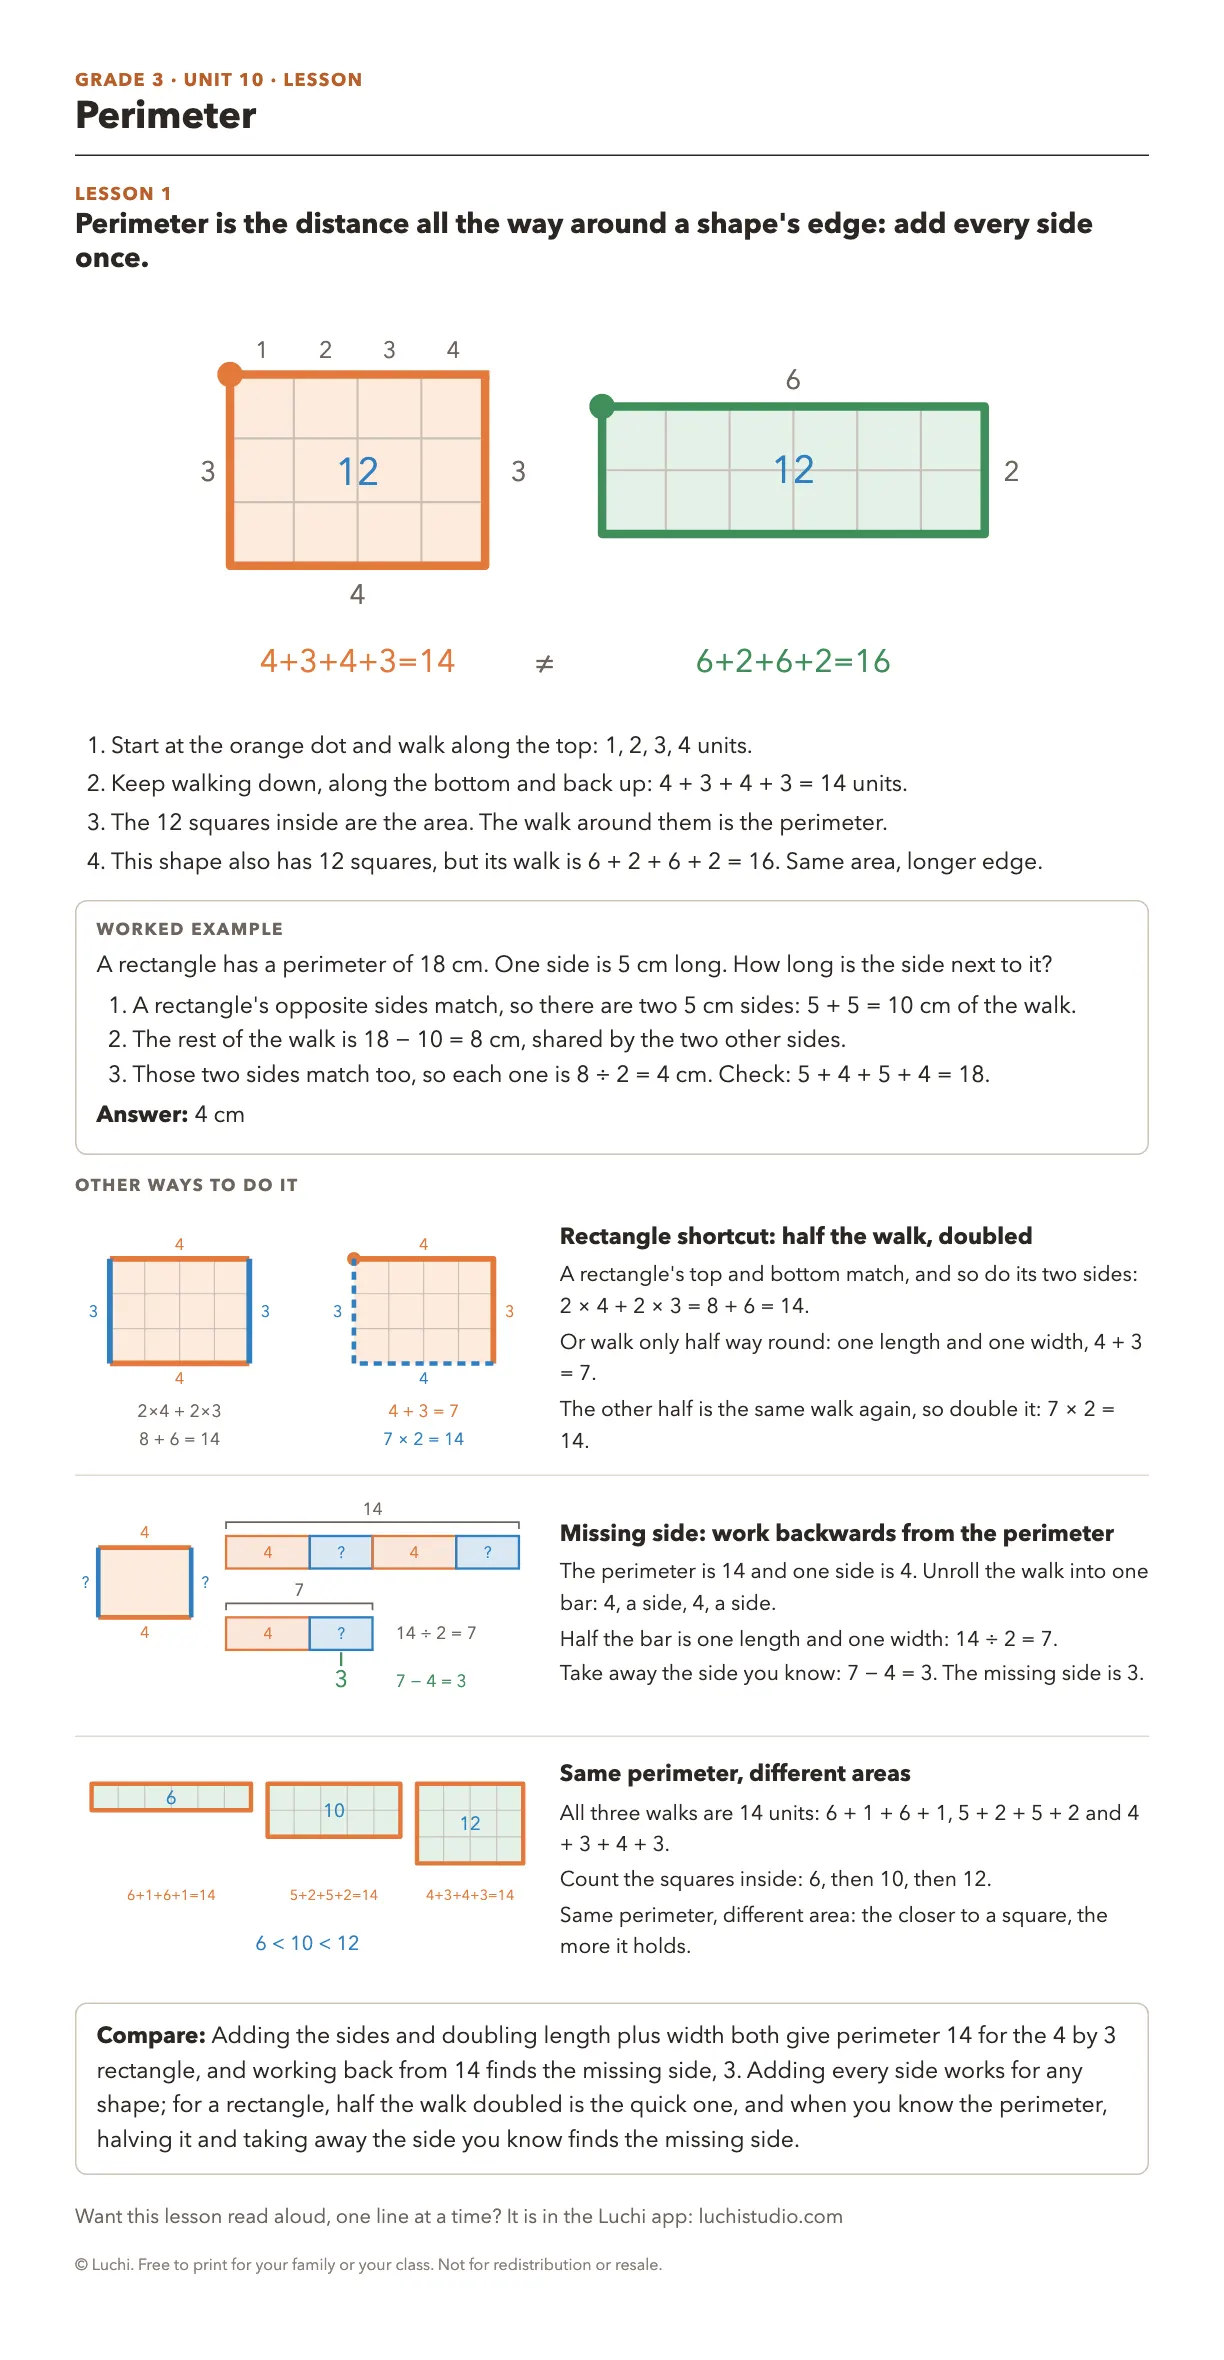 GRADE 3 · UNIT 10 · LESSON
Perimeter
LESSON 1
Perimeter is the distance all the way around a shape's edge: add every side
once.
1 2 3 4
3 12 3
4
4+3+4+3=14
≠
6
12 2
6+2+6+2=16
1. Start at the orange dot and walk along the top: 1, 2, 3, 4 units.
2. Keep walking down, along the bottom and back up: 4 + 3 + 4 + 3 = 14 units.
3. The 12 squares inside are the area. The walk around them is the perimeter.
4. This shape also has 12 squares, but its walk is 6 + 2 + 6 + 2 = 16. Same area, longer edge.
WORKED EXAMPLE
A rectangle has a perimeter of 18 cm. One side is 5 cm long. How long is the side next to it?
1. A rectangle's opposite sides match, so there are two 5 cm sides: 5 + 5 = 10 cm of the walk.
2. The rest of the walk is 18 − 10 = 8 cm, shared by the two other sides.
3. Those two sides match too, so each one is 8 ÷ 2 = 4 cm. Check: 5 + 4 + 5 + 4 = 18.
Answer: 4 cm
OTHER WAYS TO DO IT
4
3 3
4
2×4 + 2×3
8 + 6 = 14
4
3 3
4
4 + 3 = 7
7 × 2 = 14
Rectangle shortcut: half the walk, doubled
A rectangle's top and bottom match, and so do its two sides:
2 × 4 + 2 × 3 = 8 + 6 = 14.
Or walk only half way round: one length and one width, 4 + 3
= 7.
The other half is the same walk again, so double it: 7 × 2 =
14.
4
? ?
4
14
4 ? 4 ?
7
4 ? 14 ÷ 2 = 7
3 7 − 4 = 3
Missing side: work backwards from the perimeter
The perimeter is 14 and one side is 4. Unroll the walk into one
bar: 4, a side, 4, a side.
Half the bar is one length and one width: 14 ÷ 2 = 7.
Take away the side you know: 7 − 4 = 3. The missing side is 3.
6 10 12
6+1+6+1=14 5+2+5+2=14 4+3+4+3=14
6 < 10 < 12
Same perimeter, different areas
All three walks are 14 units: 6 + 1 + 6 + 1, 5 + 2 + 5 + 2 and 4
+ 3 + 4 + 3.
Count the squares inside: 6, then 10, then 12.
Same perimeter, different area: the closer to a square, the
more it holds.
Compare: Adding the sides and doubling length plus width both give perimeter 14 for the 4 by 3
rectangle, and working back from 14 finds the missing side, 3. Adding every side works for any
shape; for a rectangle, half the walk doubled is the quick one, and when you know the perimeter,
halving it and taking away the side you know finds the missing side.
Want this lesson read aloud, one line at a time? It is in the Luchi app: luchistudio.com
© Luchi. Free to print for your family or your class. Not for redistribution or resale.